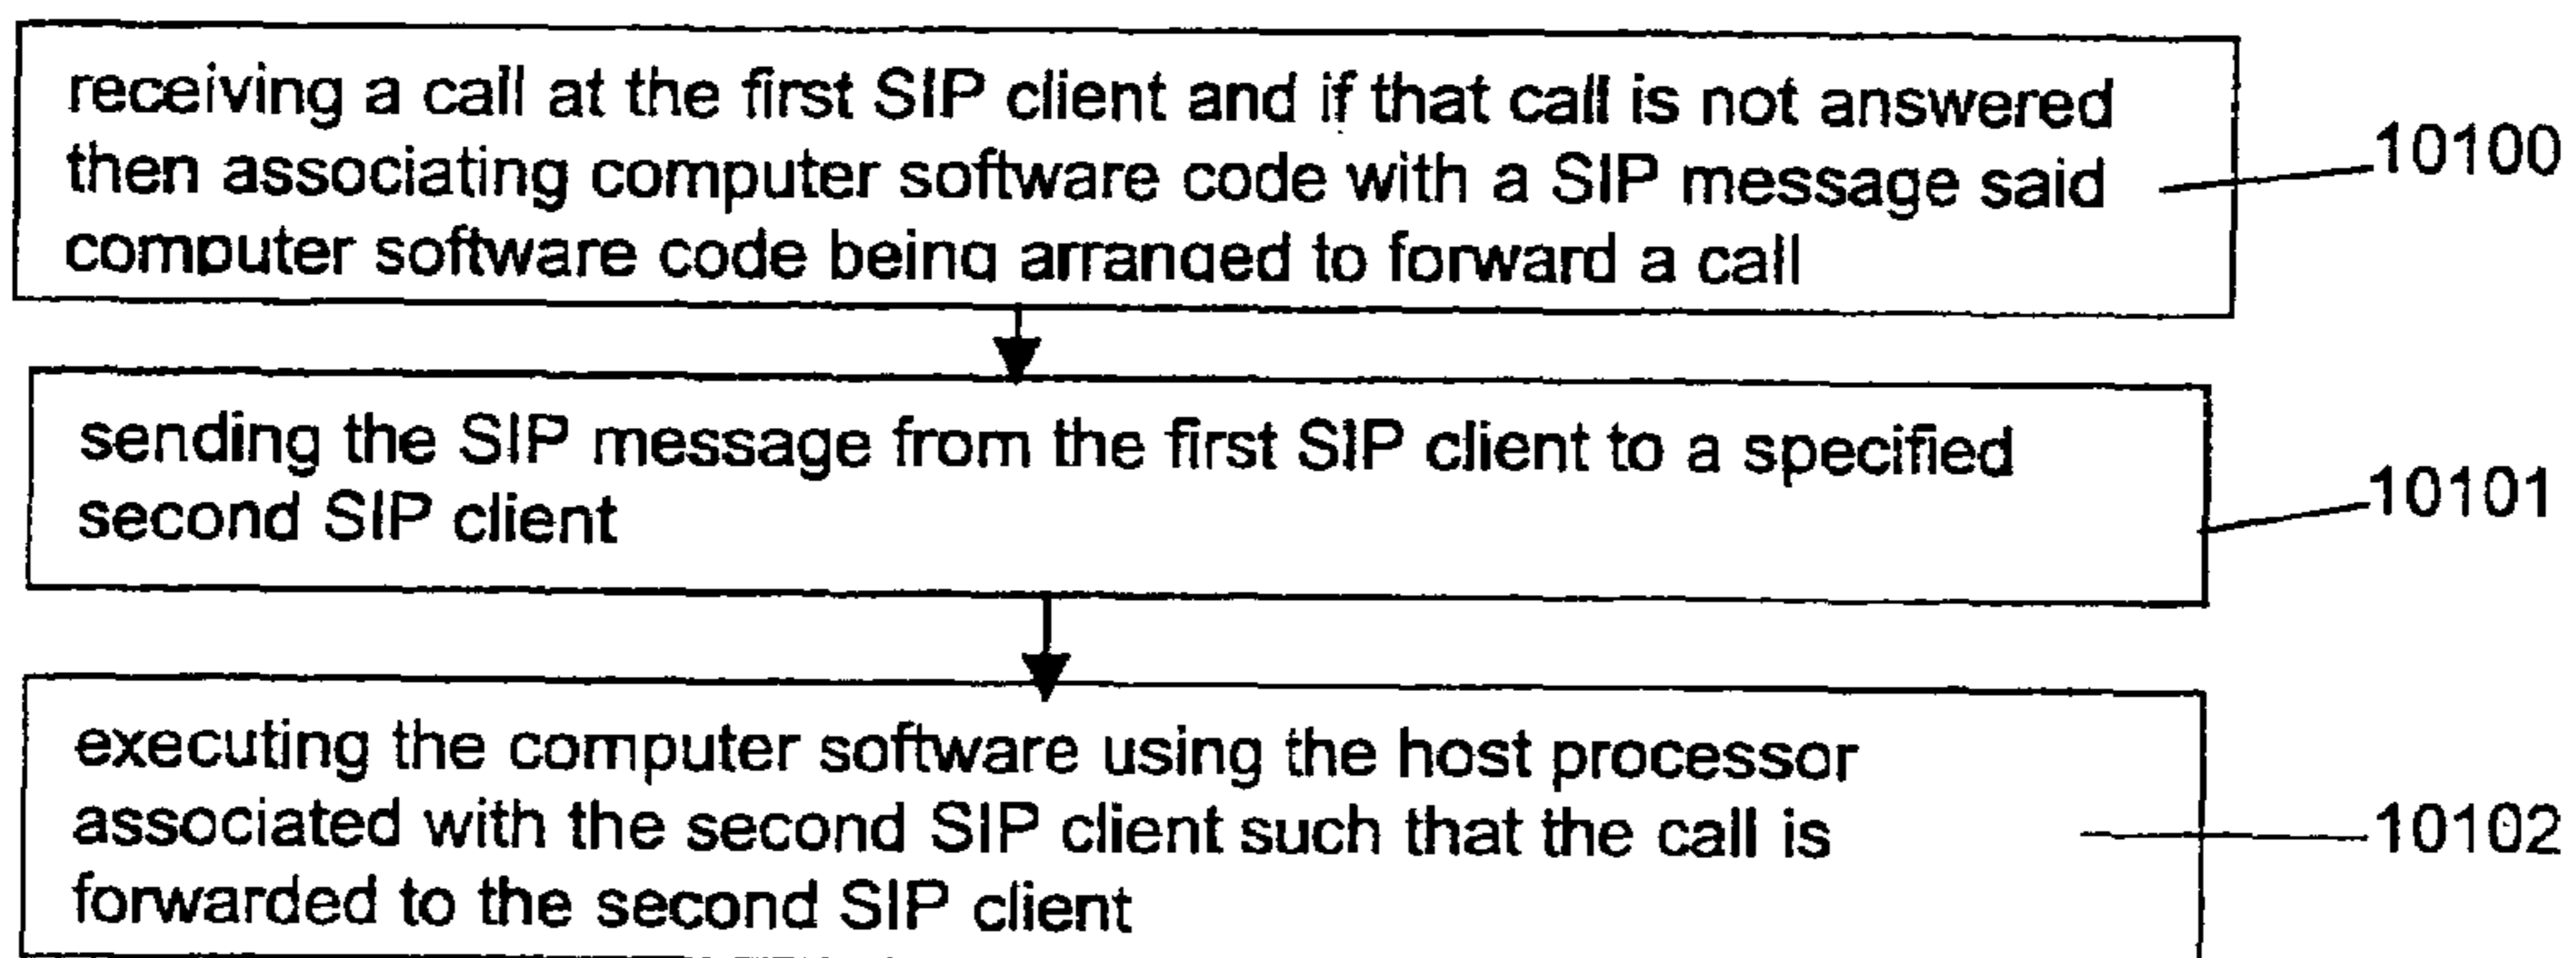 receiving a call at the first SIP client and if that call is not answered
then associating computer software code with a SIP message said
computer software code being arranged to forward a call
10100
sending the SIP message from the first SIP client to a specified
second SIP client
10101
executing the computer software using the host processor
associated with the second SIP client such that the call is
forwarded to the second SIP client
10102